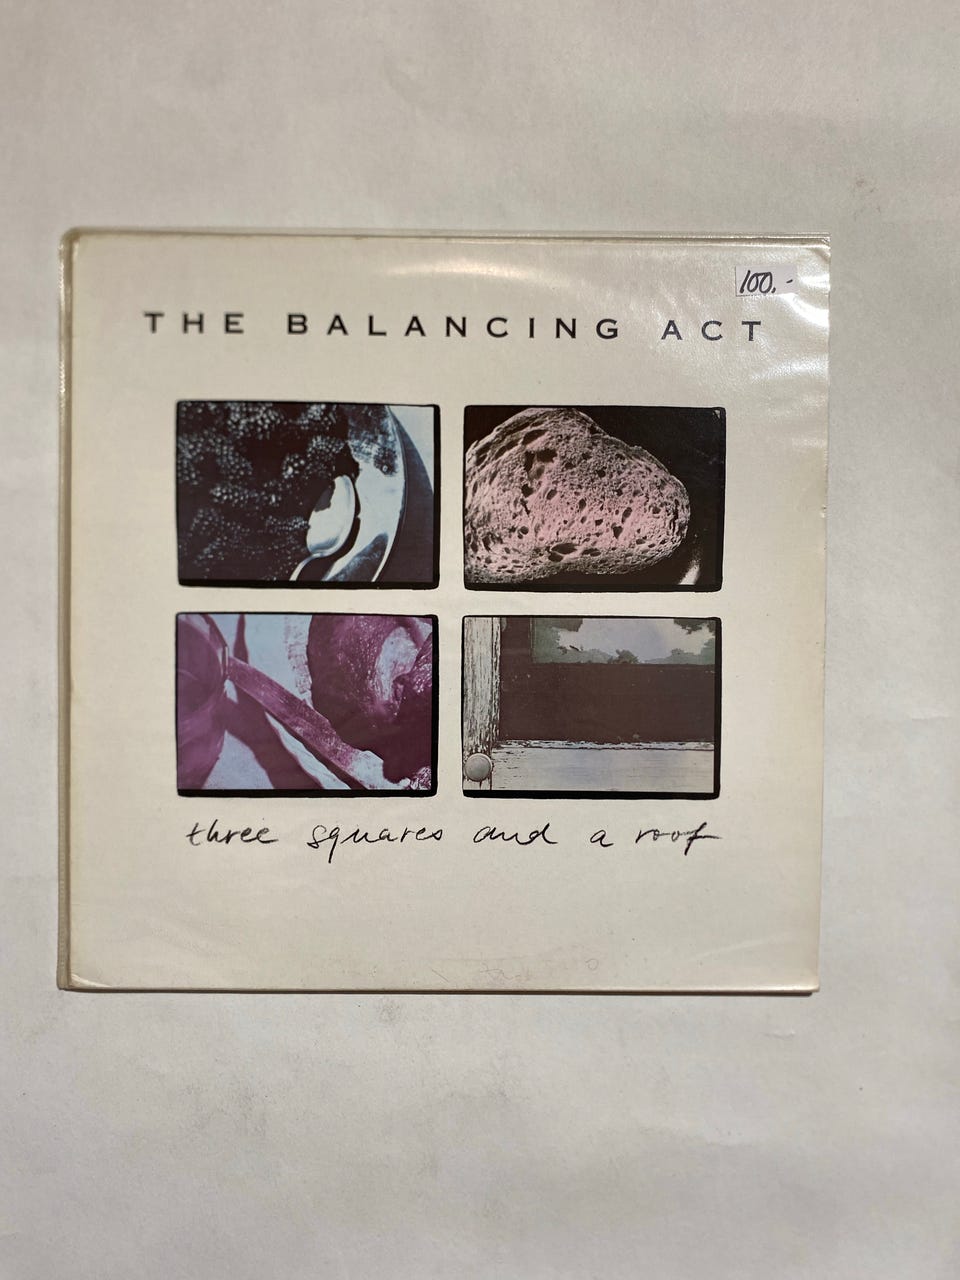 100.-
THE BALANCING ACT
three squares and a roof